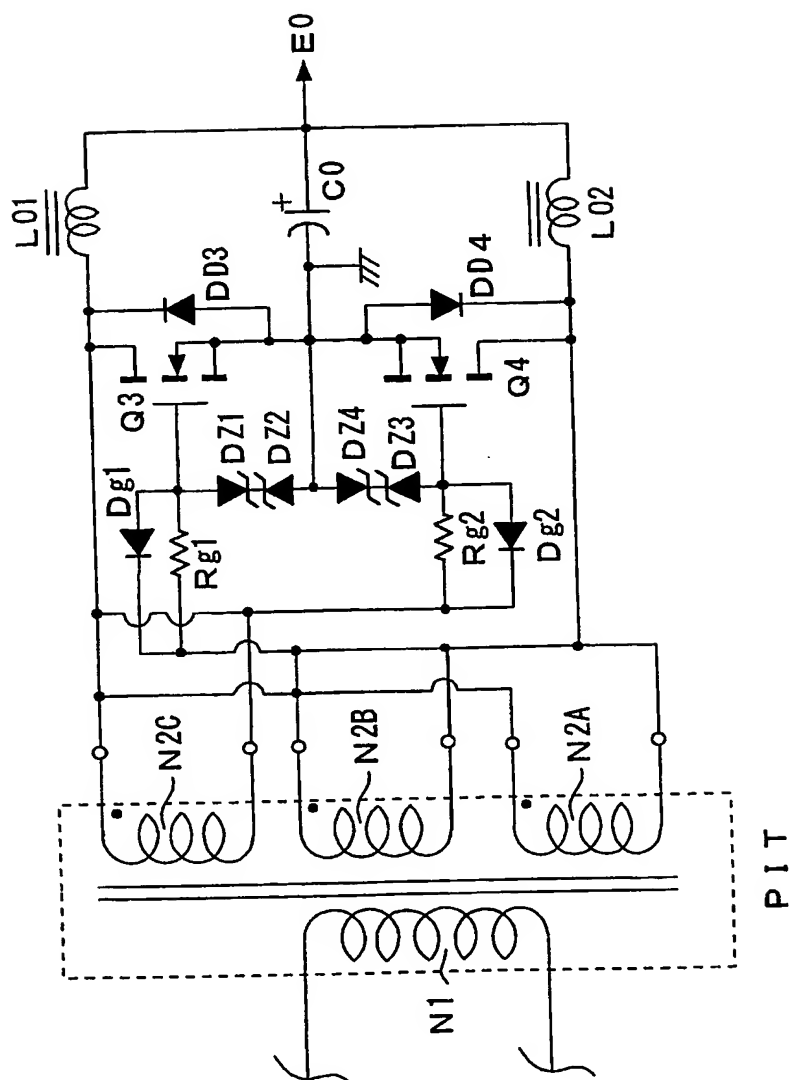 L01
E0
C0
DD3
DD4
L02
Q3
Q4
Dg1
DZ1
DZ2
DZ4
DZ3
Rg1
Rg2
Dg2
N2C
N2B
N2A
N1
PIT